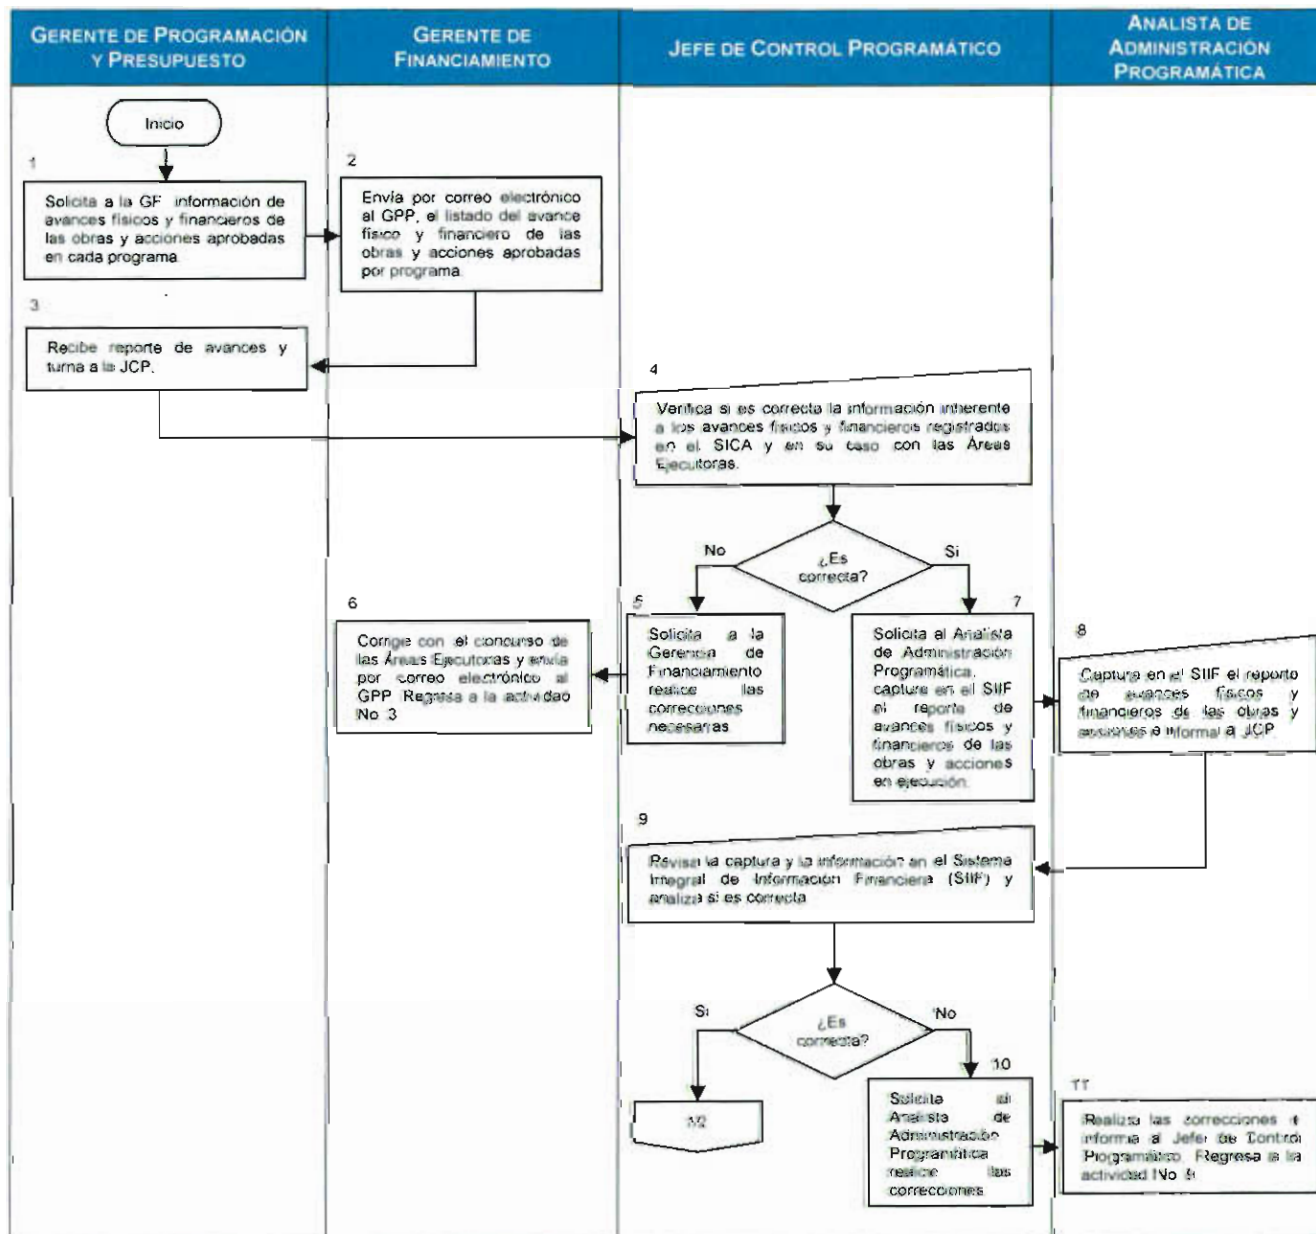 GERENTE DE PROGRAMACIÓN
Y PRESUPUESTO
GERENTE DE
FINANCIAMIENTO
JEFE DE CONTROL PROGRAMÁTICO
ANALISTA DE
ADMINISTRACIÓN
PROGRAMÁTICA
Inicio
1
Solicita a la GF información de
avances físicos y financieros de
las obras y acciones aprobadas
en cada programa.
2
Envía por correo electrónico
al GPP, el listado del avance
físico y financiero de las
obras y acciones aprobadas
por programa.
3
Recibe reporte de avances y
turna a la JCP.
4
Verifica si es correcta la información inherente
a los avances físicos y financieros registrados
en el SICA y en su caso con las Áreas
Ejecutoras.
¿Es
correcta?
No
Si
5
Solicita a la
Gerencia de
Financiamiento
realice las
correcciones
necesarias
6
Corrige con el concurso de
las Áreas Ejecutoras y envía
por correo electrónico al
GPP. Regresa a la actividad
No. 3
7
Solicita al Analista
de Administración
Programática,
capture en el SIIF
el reporte de
avances físicos y
financieros de las
obras y acciones
en ejecución.
8
Captura en el SIIF el reporte
de avances físicos y
financieros de las obras y
acciones e informa a JCP
9
Revisa la captura y la información en el Sistema
Integral de Información Financiera (SIIF) y
analiza si es correcta
¿Es
correcta?
Si
No
1/2
10
Solicita al
Analista de
Administración
Programática
realice las
correcciones
11
Realiza las correcciones e
informa al Jefe de Control
Programático. Regresa a la
actividad No. 9